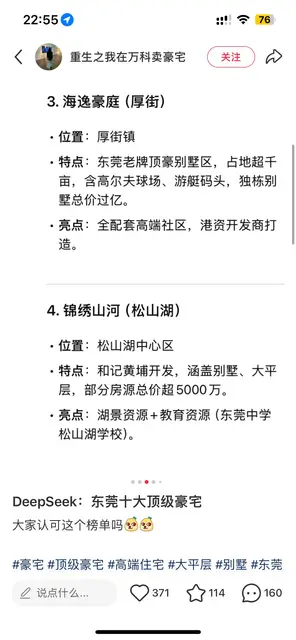 22:55
76
重生之我在万科卖豪宅
关注
3. 海逸豪庭（厚街）
• 位置：厚街镇
• 特点：东莞老牌顶豪别墅区，占地超千
亩，含高尔夫球场、游艇码头，独栋别
墅总价过亿。
• 亮点：全配套高端社区，港资开发商打
造。
4. 锦绣山河（松山湖）
• 位置：松山湖中心区
• 特点：和记黄埔开发，涵盖别墅、大平
层，部分房源总价超5000万。
• 亮点：湖景资源+教育资源（东莞中学
松山湖学校）。
DeepSeek：东莞十大顶级豪宅
大家认可这个榜单吗
#豪宅 #顶级豪宅 #高端住宅 #大平层 #别墅 #东莞
说点什么...
371
114
160